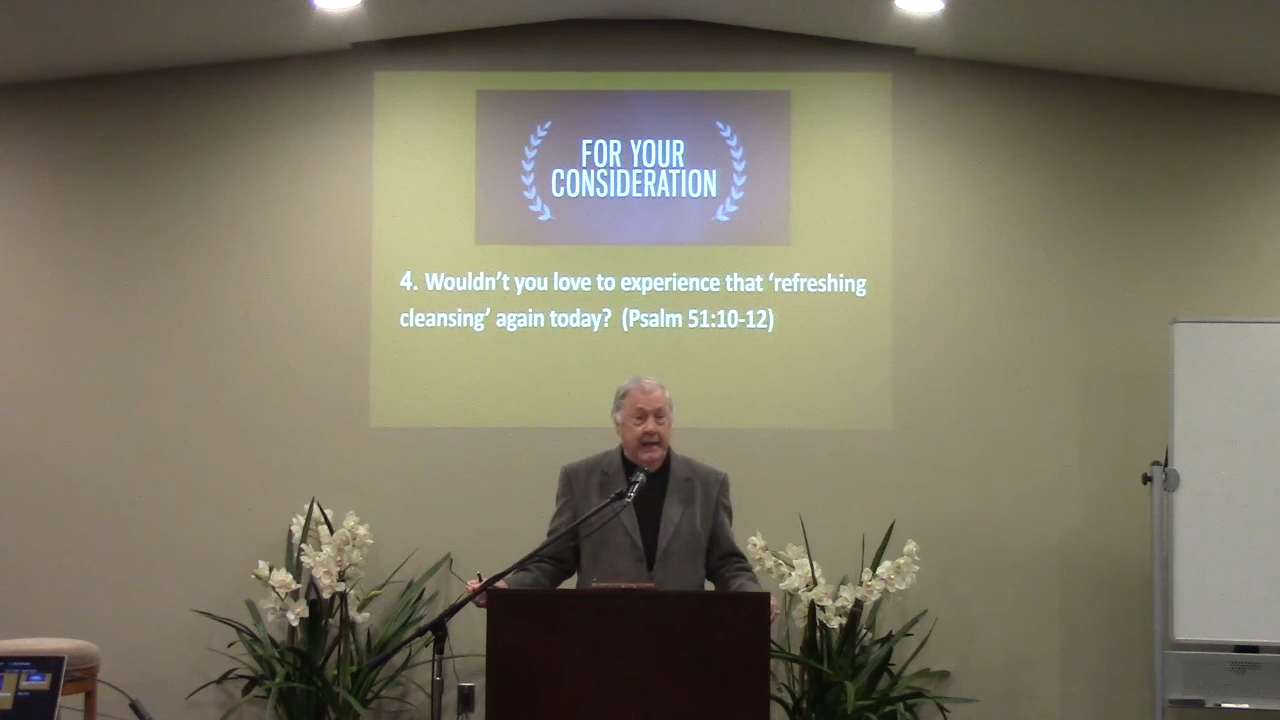 FOR YOUR
CONSIDERATION
4. Wouldn’t you love to experience that ‘refreshing
cleansing’ again today?  (Psalm 51:10-12)